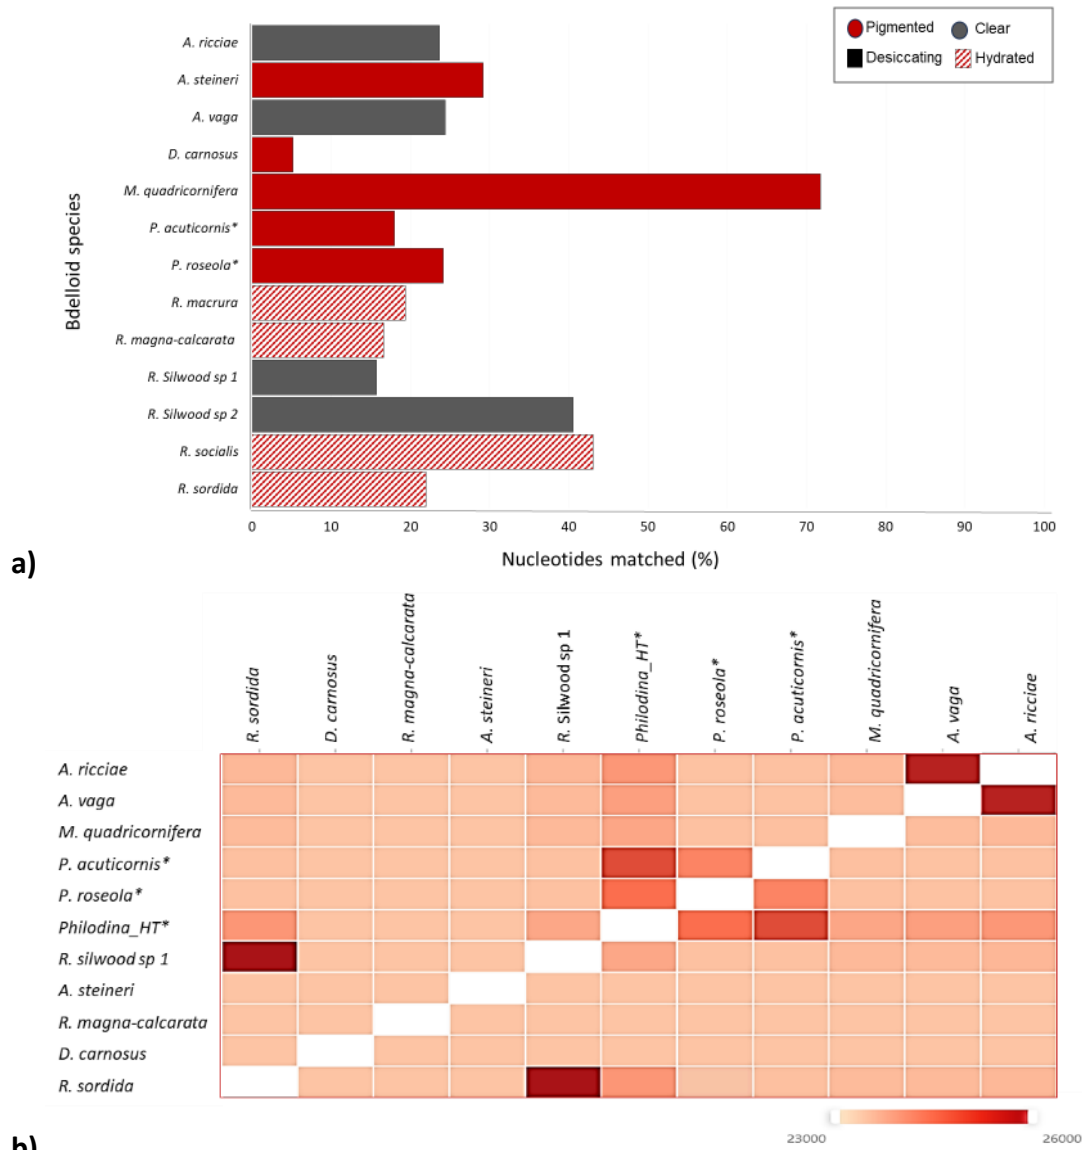 Pigmented Clear
Desiccating Hydrated
A. ricciae
A. steineri
A. vaga
D. carnosus
M. quadricornifera
P. acuticornis*
P. roseola*
R. macrura
R. magna-calcarata
R. Silwood sp 1
R. Silwood sp 2
R. socialis
R. sordida
Bdelloid species
0 10 20 30 40 50 60 70 80 90 100
Nucleotides matched (%)
a)
R. sordida
D. carnosus
R. magna-calcarata
A. steineri
R. Silwood sp 1
Philodina_HT*
P. roseola*
P. acuticornis*
M. quadricornifera
A. vaga
A. ricciae
A. ricciae
A. vaga
M. quadricornifera
P. acuticornis*
P. roseola*
Philodina_HT*
R. silwood sp 1
A. steineri
R. magna-calcarata
D. carnosus
R. sordida
23000 26000
b)